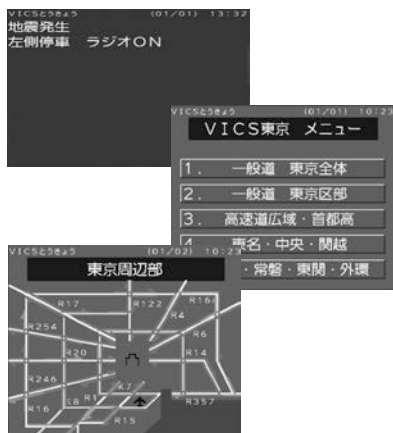 VICSとうきょう (01/01) 13:32
地震発生
左側停車 ラジオON
VICSとうきょう (01/01) 10:23
VICS東京 メニュー
1. 一般道 東京全体
2. 一般道 東京区部
3. 高速道広域・首都高
4. 東名・中央・関越
・常磐・東関・外環
VICSとうきょう (01/02) 10:23
東京周辺部
R17
R122
R16
R4
R254
R6
R20
R14
R246
K7
R16
R8
R1
R357
R15